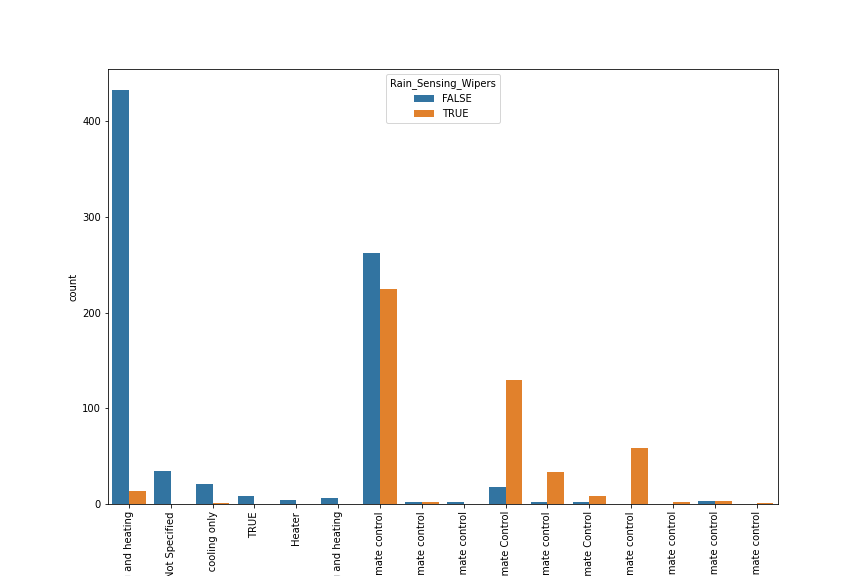 Rain_Sensing_Wipers
FALSE
TRUE
400
300
200
100
0
count
and heating
Not Specified
cooling only
TRUE
Heater
and heating
mate control
mate control
mate control
mate Control
mate control
mate Control
mate control
mate control
mate control
mate control